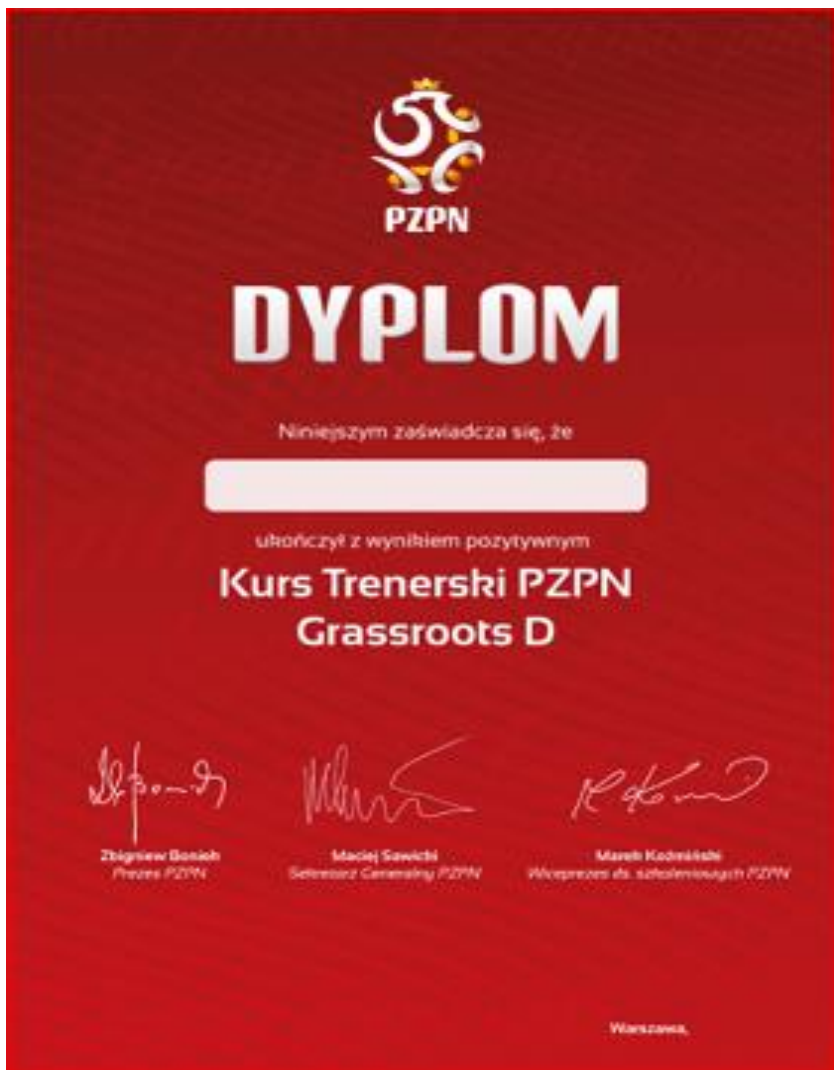 PZPN
DYPLOM
Niniejszym zaświadcza się, że
ukończył z wynikiem pozytywnym
Kurs Trenerski PZPN
Grassroots D
Zbigniew Boniek Maciej Sawicki Marek Koźmiński
Prezes PZPN Sekretarz Generalny PZPN Wiceprezes ds. szkoleniowych PZPN
Warszawa,